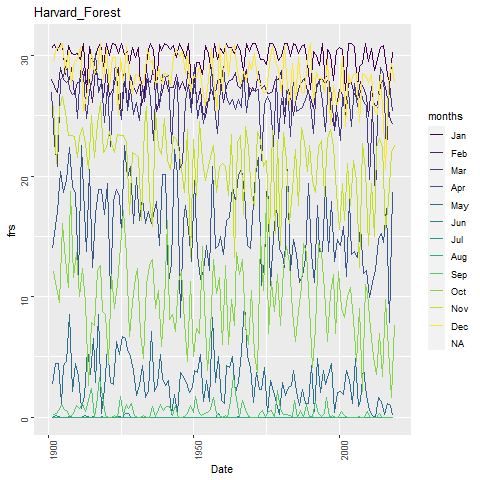 Harvard_Forest
30
20
10
0
frs
1900
1950
2000
Date
months
Jan
Feb
Mar
Apr
May
Jun
Jul
Aug
Sep
Oct
Nov
Dec
NA